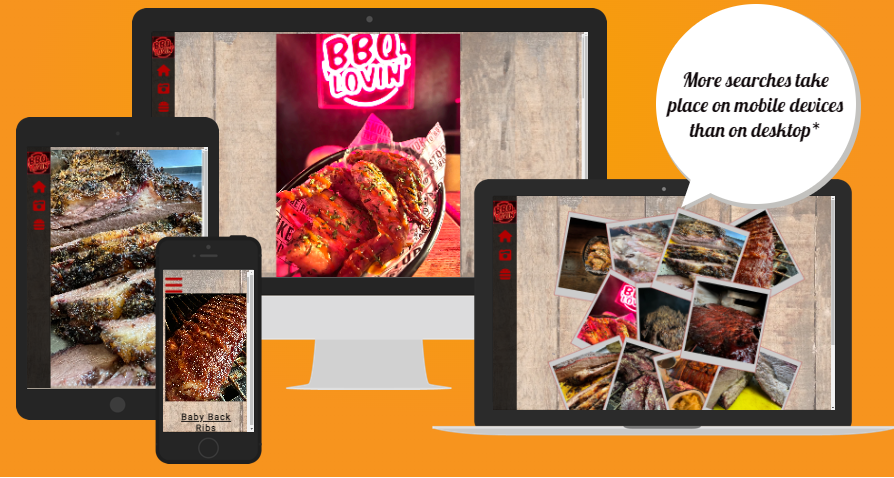 BBQ
LOVIN'
More searches take
place on mobile devices
than on desktop*
Baby Back
Ribs